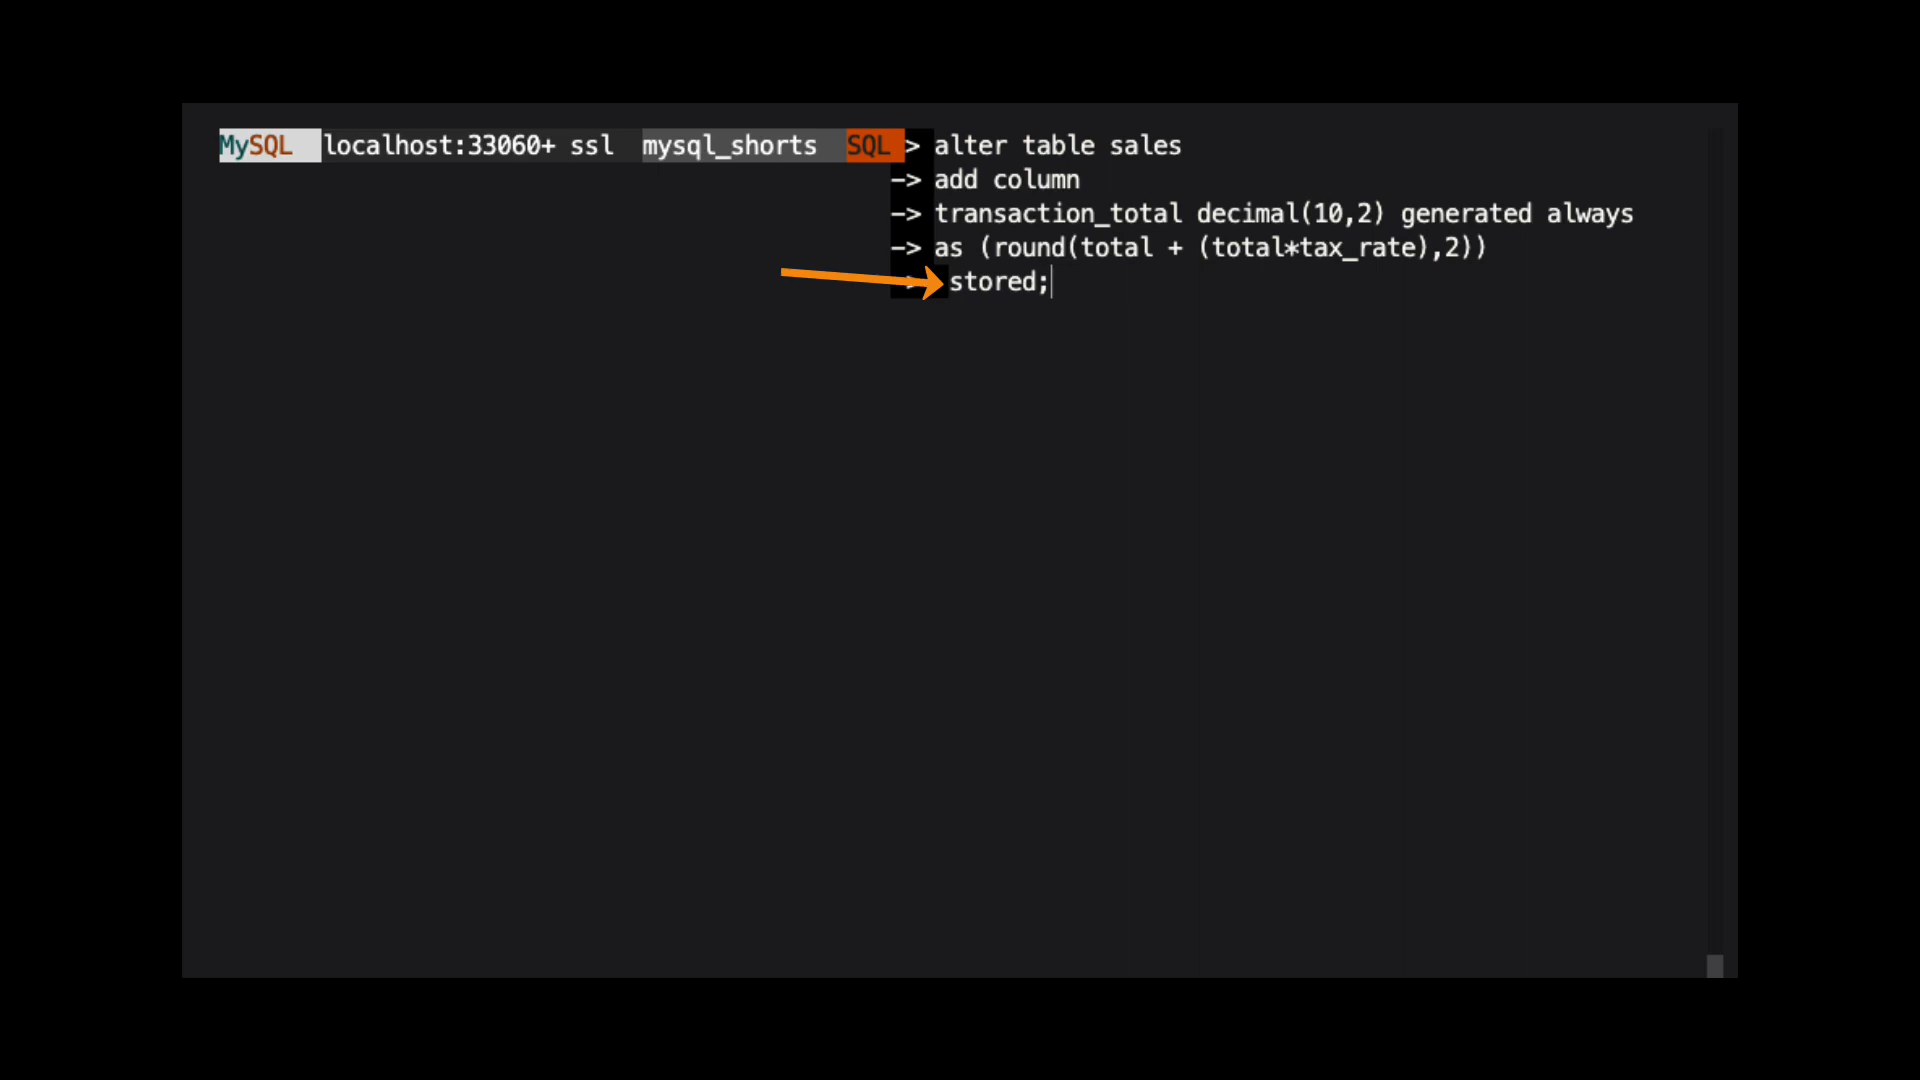 MySQL localhost:33060+ ssl mysql_shorts SQL > alter table sales
-> add column
-> transaction_total decimal(10,2) generated always
-> as (round(total + (total*tax_rate),2))
> stored;